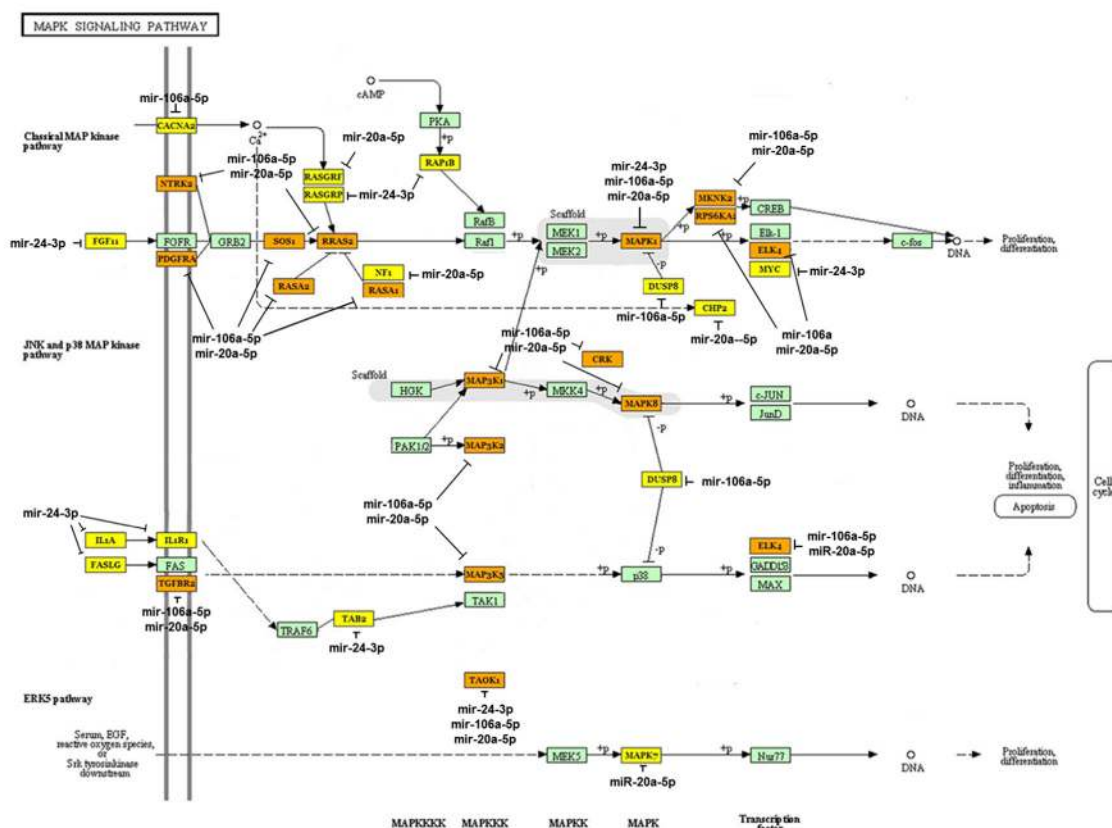 MAPK SIGNALING PATHWAY
mir-106a-5p
CACNA2
Ca2+
cAMP
PKA
+p
RAP1B
Classical MAP kinase
pathway
mir-20a-5p
mir-106a-5p
mir-20a-5p
NTRK2
RASGRF
RASGRP
mir-24-3p
mir-24-3p
mir-106a-5p
mir-20a-5p
mir-106a-5p
mir-20a-5p
MKNK2
+p
RPS6KA1
CREB
RafB
Scaffold
MEK1
MEK2
mir-24-3p
FGF11
FGFR
GRB2
SOS1
RRAS2
Raf1
+p
+p
MAPK1
+p
+p
Elk-1
ELK4
MYC
mir-24-3p
c-fos
DNA
Proliferation,
differentiation
PDGFRA
RASA2
NF1
RASA1
mir-20a-5p
+p
-p
DUSP8
mir-106a-5p
CHP2
mir-20a--5p
mir-106a
mir-20a-5p
mir-106a-5p
mir-20a-5p
JNK and p38 MAP kinase
pathway
mir-106a-5p
mir-20a-5p
CRK
Scaffold
HGK
MAP3K1
+p
MKK4
+p
MAPK8
+p
c-JUN
JunD
DNA
PAK1/2
+p
MAP3K2
-p
DUSP8
mir-106a-5p
Proliferation,
differentiation,
inflammation
Apoptosis
Cell
cycle
mir-106a-5p
mir-20a-5p
mir-24-3p
IL1A
IL1R1
FASLG
FAS
TGFBR2
mir-106a-5p
mir-20a-5p
MAP3K5
-p
+p
p38
+p
ELK4
GADD153
MAX
mir-106a-5p
miR-20a-5p
DNA
TAK1
TRAF6
TAB2
mir-24-3p
ERK5 pathway
TAOK1
mir-24-3p
mir-106a-5p
mir-20a-5p
Serum, EGF,
reactive oxygen species,
or
Srk tyrosinkinase
downstream
MEK5
+p
MAPK7
+p
Nur77
DNA
Proliferation,
differentiation
miR-20a-5p
MAPKKKK
MAPKKK
MAPKK
MAPK
Transcription